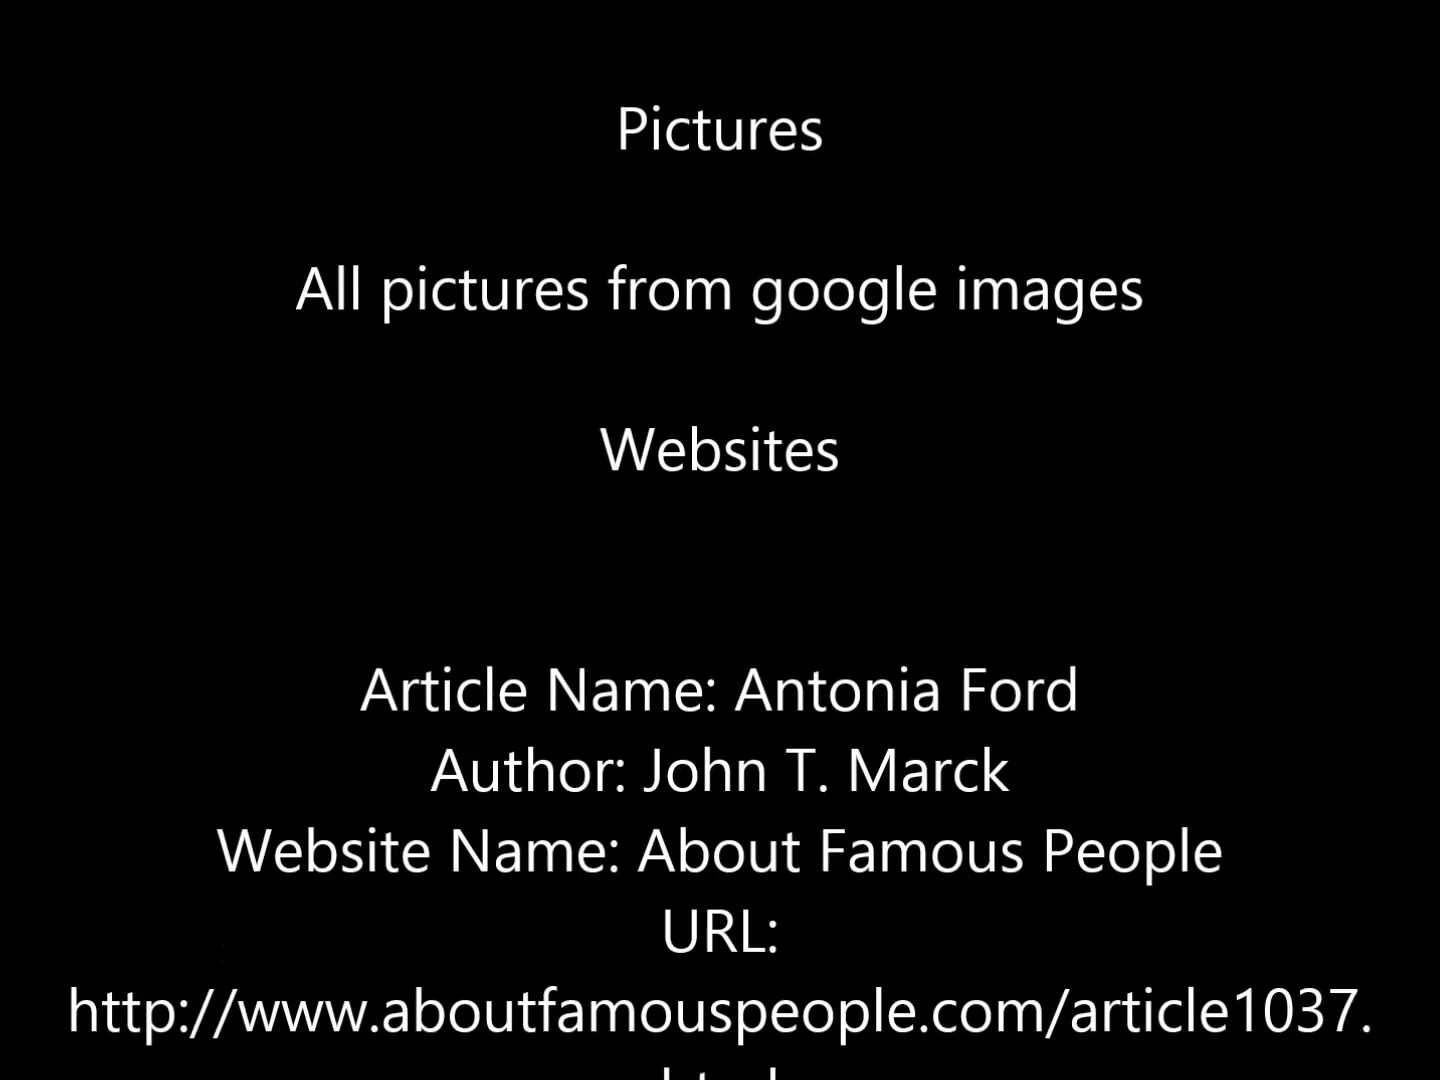 Pictures
All pictures from google images
Websites
Article Name: Antonia Ford
Author: John T. Marck
Website Name: About Famous People
URL:
http://www.aboutfamouspeople.com/article1037.